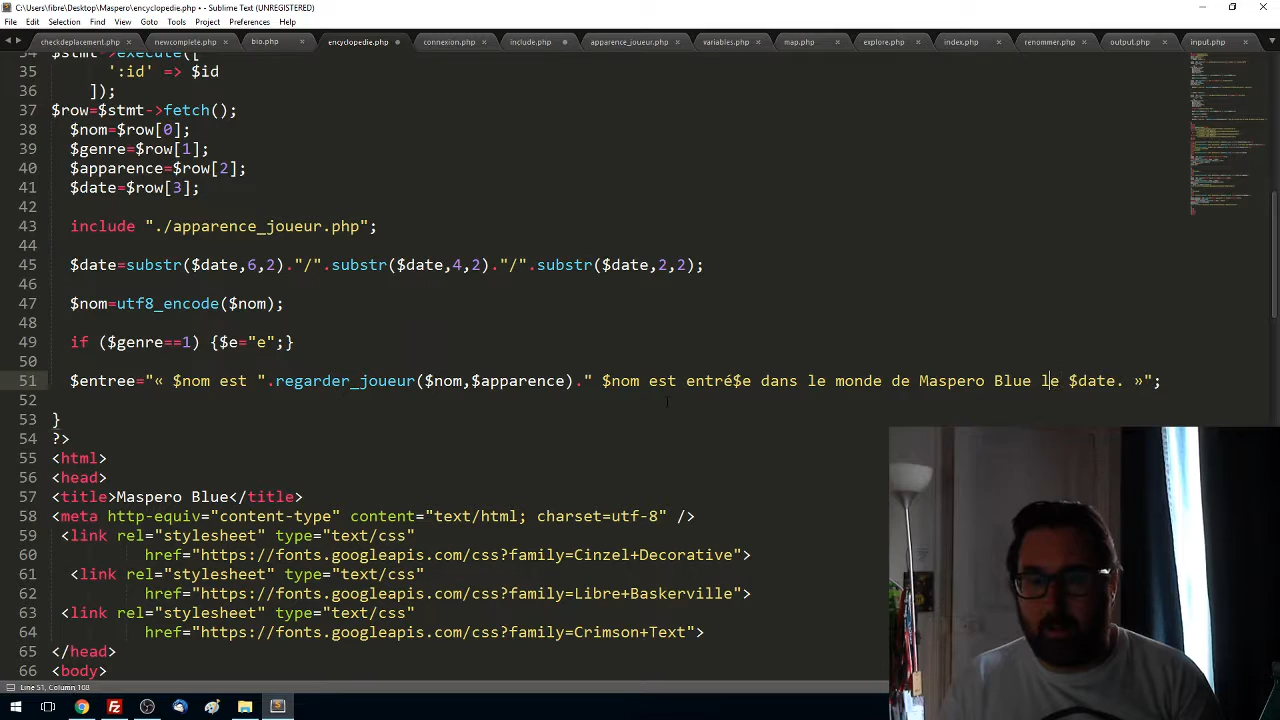 C:\Users\fibre\Desktop\Maspero\encyclopedie.php • - Sublime Text (UNREGISTERED)
File Edit Selection Find View Goto Tools Project Preferences Help
checkdeplacement.php newcomplete.php bio.php encyclopedie.php connexion.php include.php apparence_joueur.php variables.php map.php explore.php index.php renommer.php output.php input.php
34 $stmt->execute([
35 ':id' => $id
36 ]);
37 $row=$stmt->fetch();
38 $nom=$row[0];
39 $genre=$row[1];
40 $apparence=$row[2];
41 $date=$row[3];
42
43 include "./apparence_joueur.php";
44
45 $date=substr($date,6,2)."/".substr($date,4,2)."/".substr($date,2,2);
46
47 $nom=utf8_encode($nom);
48
49 if ($genre==1) {$e="e";}
50
51 $entree="« $nom est ".regarder_joueur($nom,$apparence)." $nom est entré$e dans le monde de Maspero Blue le $date. »";
52
53 }
54 ?>
55 <html>
56 <head>
57 <title>Maspero Blue</title>
58 <meta http-equiv="content-type" content="text/html; charset=utf-8" />
59 <link rel="stylesheet" type="text/css"
60 href="https://fonts.googleapis.com/css?family=Cinzel+Decorative">
61 <link rel="stylesheet" type="text/css"
62 href="https://fonts.googleapis.com/css?family=Libre+Baskerville">
63 <link rel="stylesheet" type="text/css"
64 href="https://fonts.googleapis.com/css?family=Crimson+Text">
65 </head>
66 <body>
Line 51, Column 108